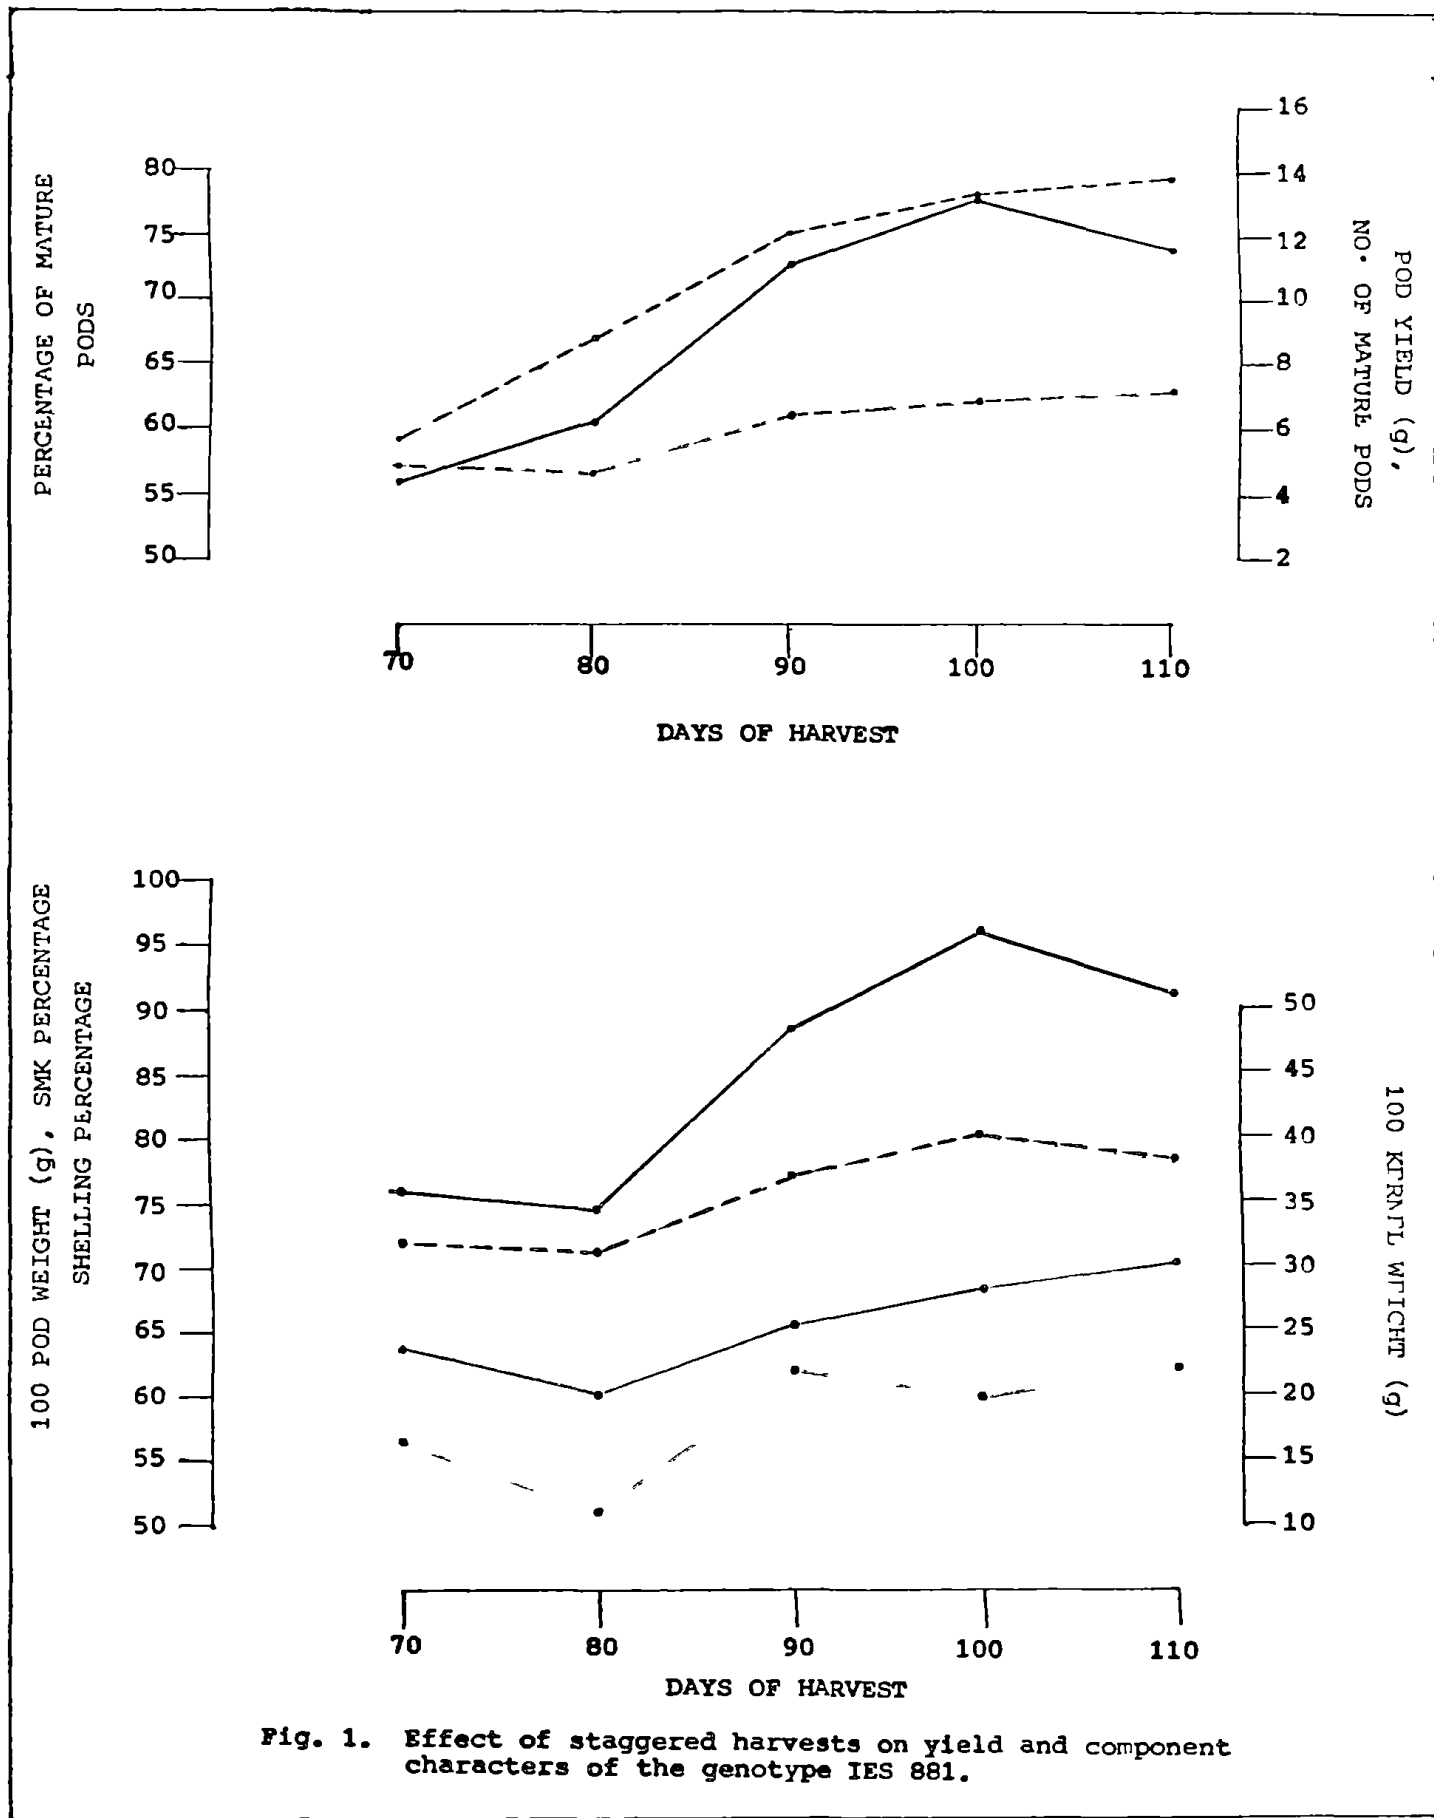 PERCENTAGE OF MATURE
PODS
80
75
70
65
60
55
50
16
14
12
10
8
6
4
2
POD YIELD (g),
NO. OF MATURE PODS
70 80 90 100 110
DAYS OF HARVEST
100 POD WEIGHT (g), SMK PERCENTAGE
SHELLING PERCENTAGE
100
95
90
85
80
75
70
65
60
55
50
50
45
40
35
30
25
20
15
10
100 KERNEL WEIGHT (g)
70 80 90 100 110
DAYS OF HARVEST
Fig. 1. Effect of staggered harvests on yield and component
characters of the genotype IES 881.